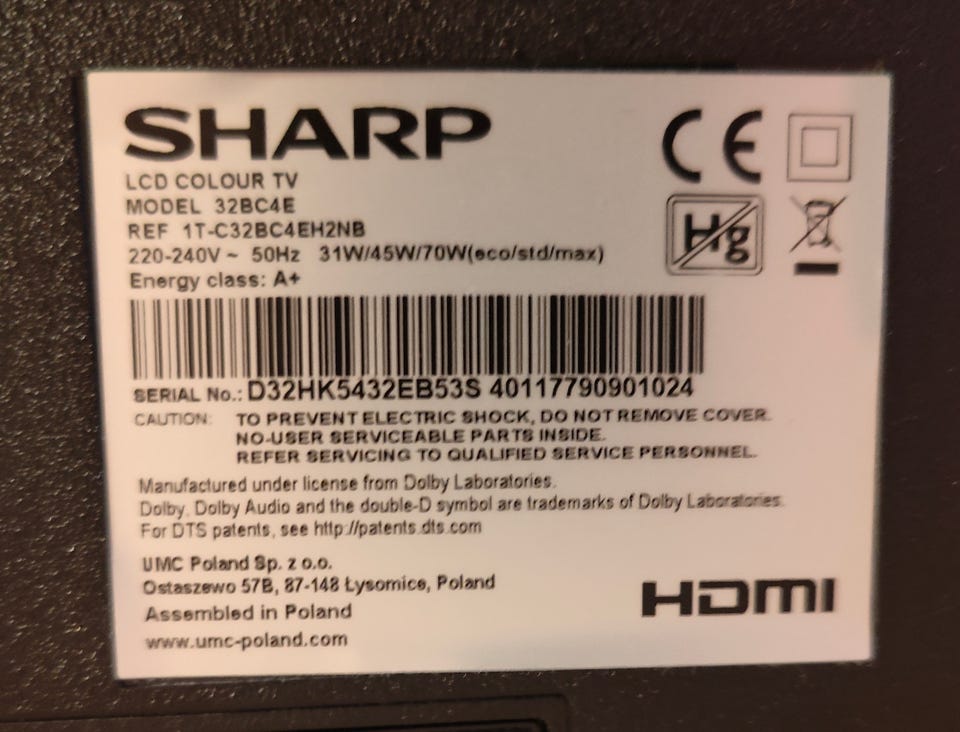 SHARP
LCD COLOUR TV
MODEL 32BC4E
REF 1T-C32BC4EH2NB
220-240V ~ 50Hz 31W/45W/70W(eco/std/max)
Energy class: A+
CE
Hg
SERIAL No.: D32HK5432EB53S 40117790901024
CAUTION: TO PREVENT ELECTRIC SHOCK, DO NOT REMOVE COVER.
NO-USER SERVICEABLE PARTS INSIDE.
REFER SERVICING TO QUALIFIED SERVICE PERSONNEL.
Manufactured under license from Dolby Laboratories.
Dolby, Dolby Audio and the double-D symbol are trademarks of Dolby Laboratories.
For DTS patents, see http://patents.dts.com
UMC Poland Sp. z o.o.
Ostaszewo 57B, 87-148 Łysomice, Poland
Assembled in Poland
www.umc-poland.com
HDMI